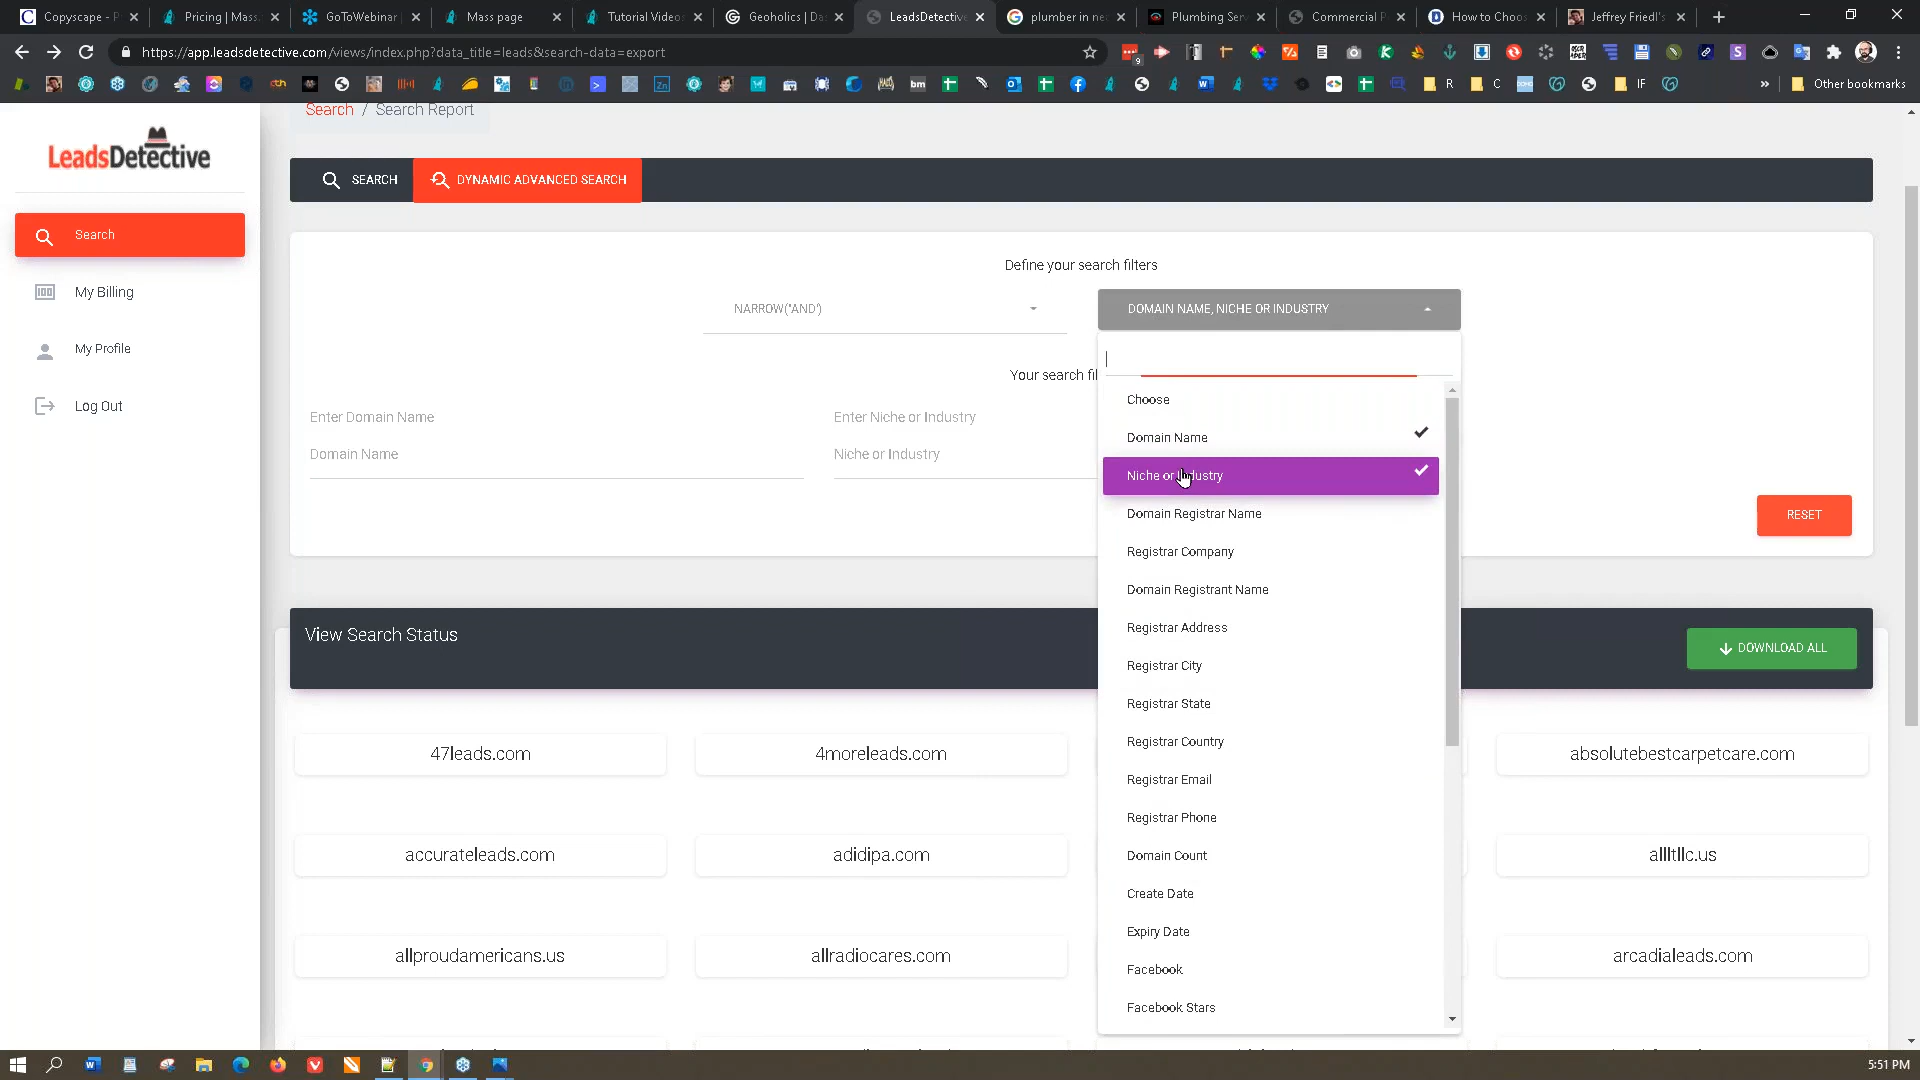 Copyscape - P
Pricing | Mass.
GoToWebinar
Mass page
Tutorial Videos
Geoholics | Da
LeadsDetective
plumber in ne
Plumbing Serv
Commercial P
How to Choos
Jeffrey Friedl's
https://app.leadsdetective.com/views/index.php?data_title=leads&search-data=export
R
C
IF
Other bookmarks
Search / Search Report
LeadsDetective
SEARCH
DYNAMIC ADVANCED SEARCH
Search
My Billing
My Profile
Log Out
Define your search filters
NARROW("AND')
DOMAIN NAME, NICHE OR INDUSTRY
Your search fil
Enter Domain Name
Enter Niche or Industry
Domain Name
Niche or Industry
Choose
Domain Name
Niche or Industry
Domain Registrar Name
Registrar Company
Domain Registrant Name
Registrar Address
Registrar City
Registrar State
Registrar Country
Registrar Email
Registrar Phone
Domain Count
Create Date
Expiry Date
Facebook
Facebook Stars
RESET
View Search Status
DOWNLOAD ALL
47leads.com
4moreleads.com
absolutebestcarpetcare.com
accurateleads.com
adidipa.com
allltllc.us
allproudamericans.us
allradiocares.com
arcadialeads.com
5:51 PM